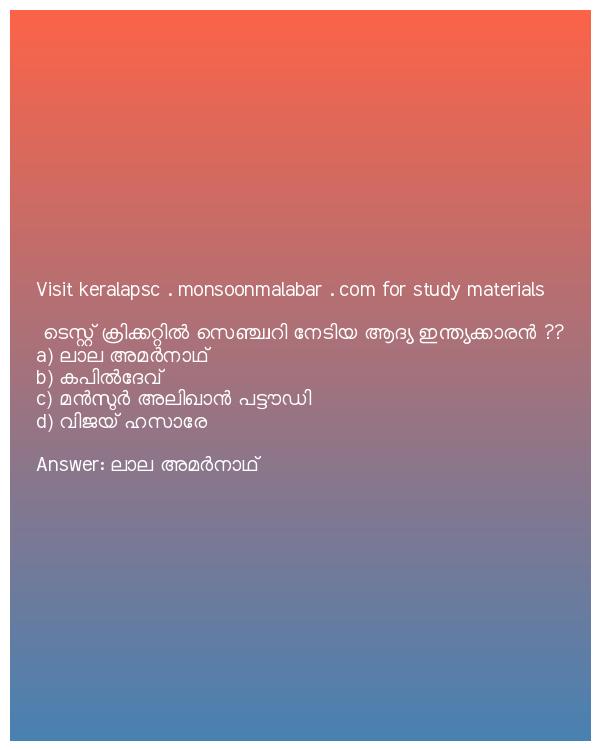 Visit keralapsc . monsoonmalabar . com for study materials
ടെസ്റ്റ് ക്രിക്കറ്റിൽ സെഞ്ചറി നേടിയ ആദ്യ ഇന്ത്യക്കാരൻ ??
a) ലാല അമർനാഥ്
b) കപിൽദേവ്
c) മൻസുർ അലിഖാൻ പട്ടൗഡി
d) വിജയ് ഹസാരേ
Answer: ലാല അമർനാഥ്